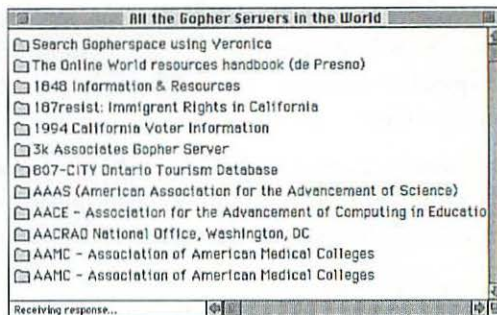 All the Gopher Servers in the World
Search Gopherspace using Veronica
The Online World resources handbook (de Presno)
1848 Information & Resources
187resist: Immigrant Rights in California
1994 California Voter Information
3k Associates Gopher Server
807-CITY Ontario Tourism Database
AAAS (American Association for the Advancement of Science)
AACE - Association for the Advancement of Computing in Educatio
AACRAO National Office, Washington, DC
AAMC - Association of American Medical Colleges
AAMC - Association of American Medical Colleges
Receiving response...